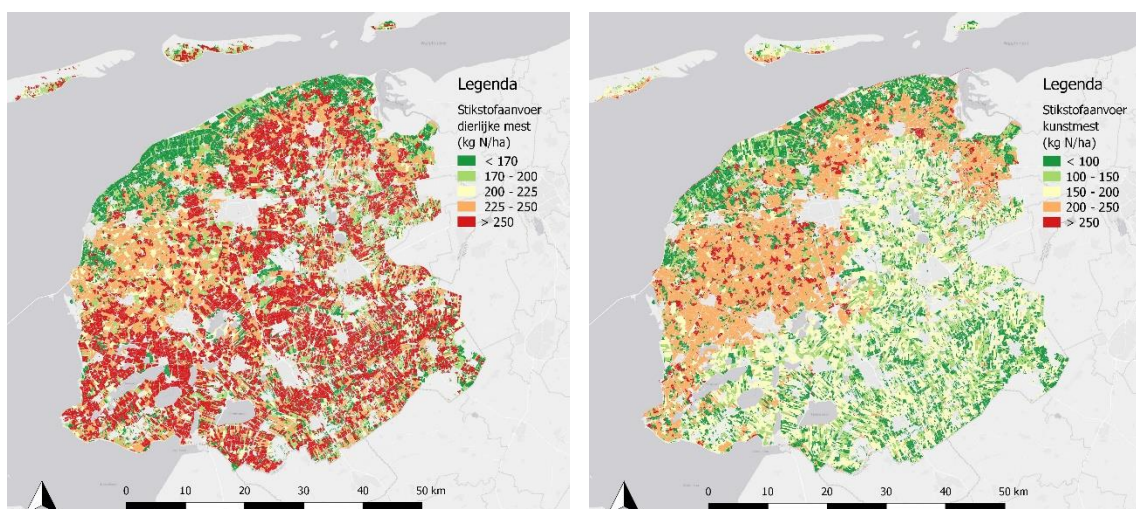 Legenda
Stikstofaanvoer
dierlijke mest
(kg N/ha)
< 170
170 - 200
200 - 225
225 - 250
> 250
0 10 20 30 40 50 km
Legenda
Stikstofaanvoer
kunstmest
(kg N/ha)
< 100
100 - 150
150 - 200
200 - 250
> 250
0 10 20 30 40 50 km